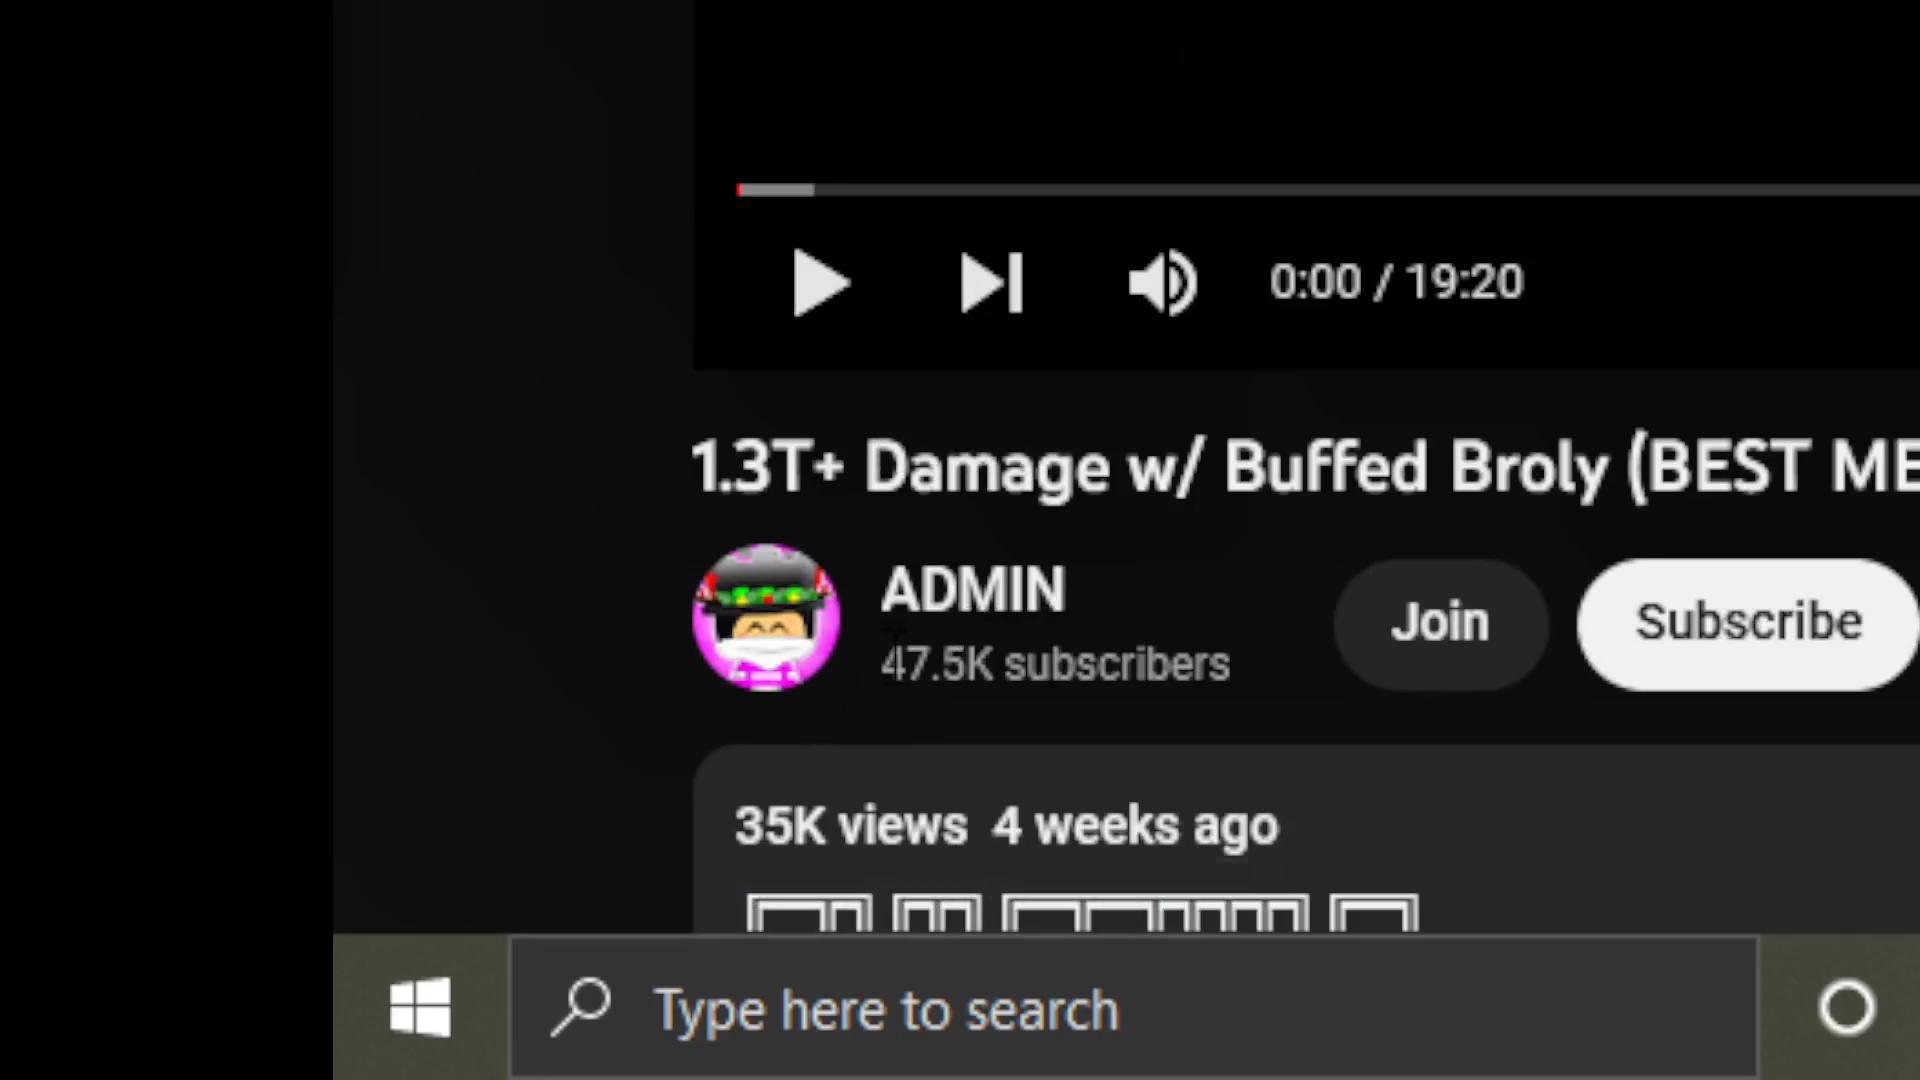 0:00 / 19:20
1.3T+ Damage w/ Buffed Broly (BEST ME
ADMIN
47.5K subscribers
Join
Subscribe
35K views 4 weeks ago
Type here to search